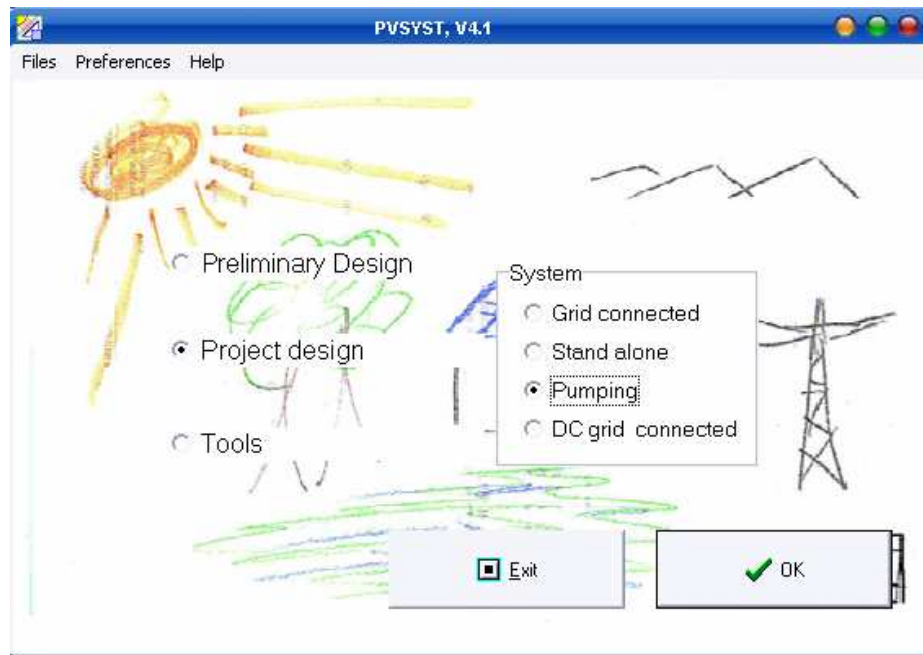 PVSYST, V4.1
Files Preferences Help
Preliminary Design
Project design
Tools
System
Grid connected
Stand alone
Pumping
DC grid connected
Exit
OK